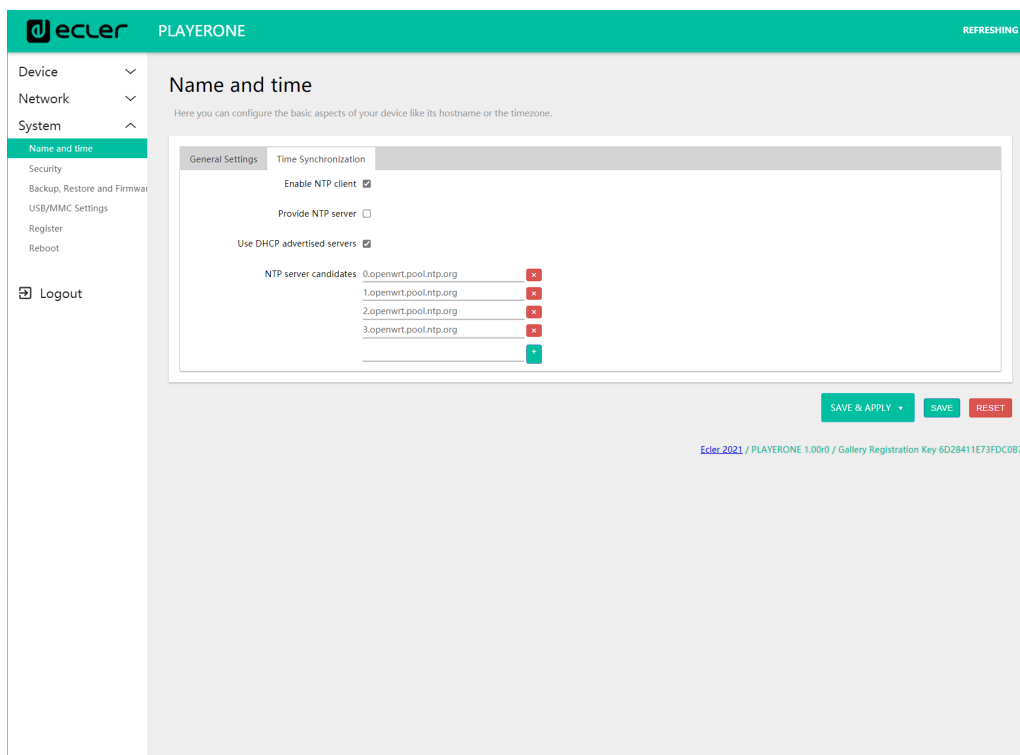 ecler PLAYERONE REFRESHING
Device
Network
System
Name and time
Security
Backup, Restore and Firmwar
USB/MMC Settings
Register
Reboot
Logout
Name and time
Here you can configure the basic aspects of your device like its hostname or the timezone.
General Settings Time Synchronization
Enable NTP client
Provide NTP server
Use DHCP advertised servers
NTP server candidates 0.openwrt.pool.ntp.org ×
1.openwrt.pool.ntp.org ×
2.openwrt.pool.ntp.org ×
3.openwrt.pool.ntp.org ×
+
SAVE & APPLY SAVE RESET
Ecler 2021 / PLAYERONE 1.00r0 / Gallery Registration Key 6D28411E73FDC0B7